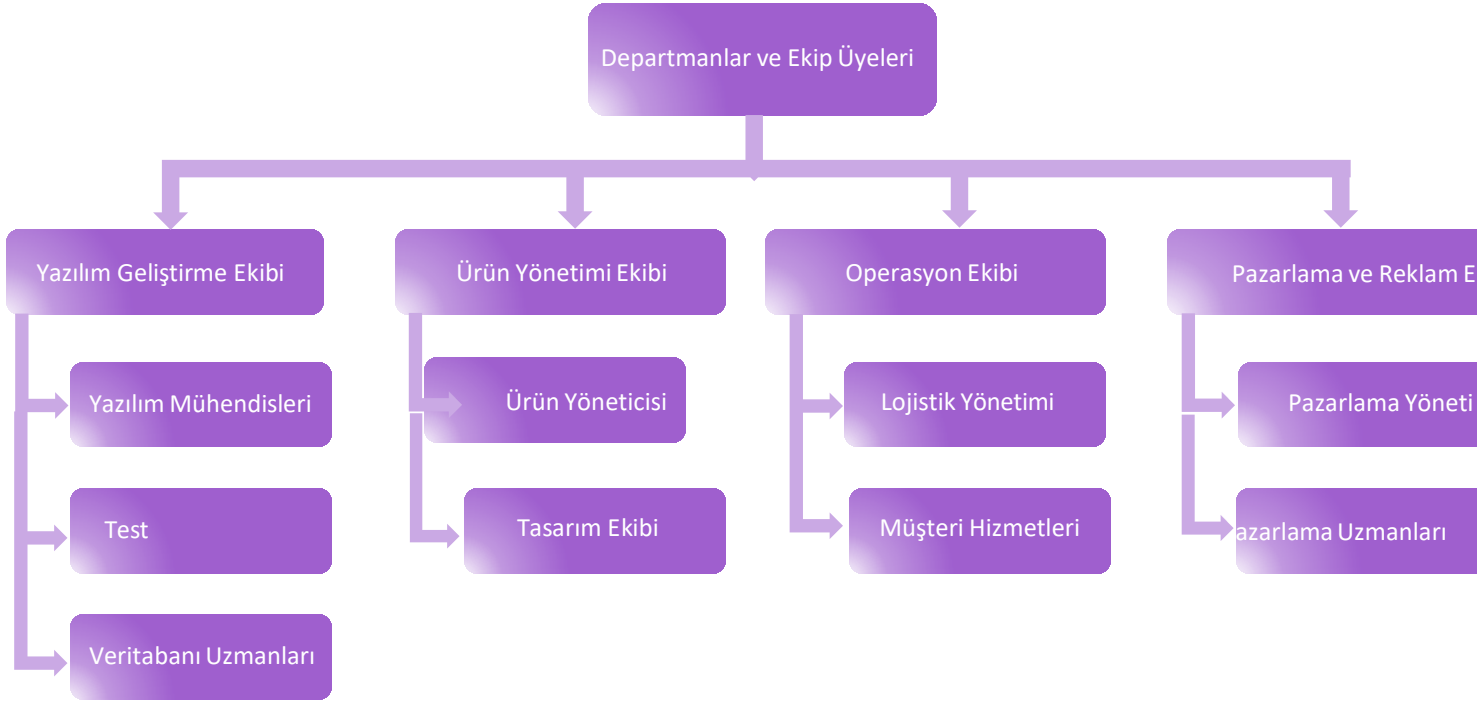 Departmanlar ve Ekip Üyeleri
Yazılım Geliştirme Ekibi
Ürün Yönetimi Ekibi
Operasyon Ekibi
Pazarlama ve Reklam E
Yazılım Mühendisleri
Ürün Yöneticisi
Lojistik Yönetimi
Pazarlama Yöneti
Test
Tasarım Ekibi
Müşteri Hizmetleri
azarlama Uzmanları
Veritabanı Uzmanları